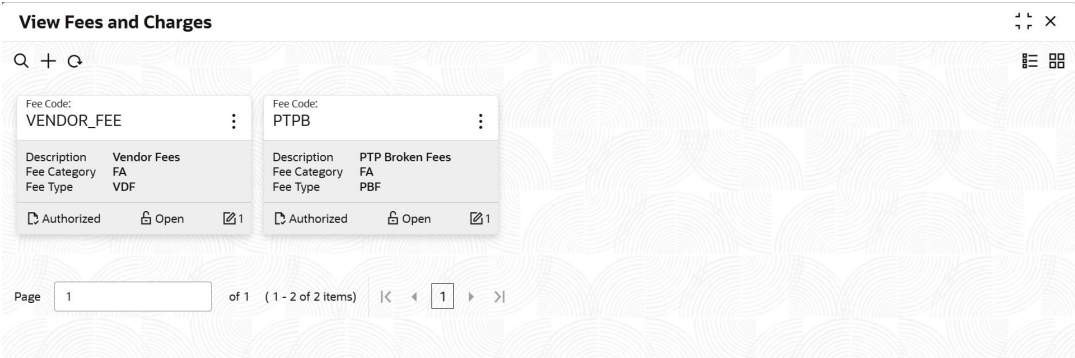 View Fees and Charges
Fee Code:
VENDOR_FEE
Description Vendor Fees
Fee Category FA
Fee Type VDF
Authorized Open 1
Fee Code:
PTPB
Description PTP Broken Fees
Fee Category FA
Fee Type PBF
Authorized Open 1
Page 1 of 1 ( 1 - 2 of 2 items) 1